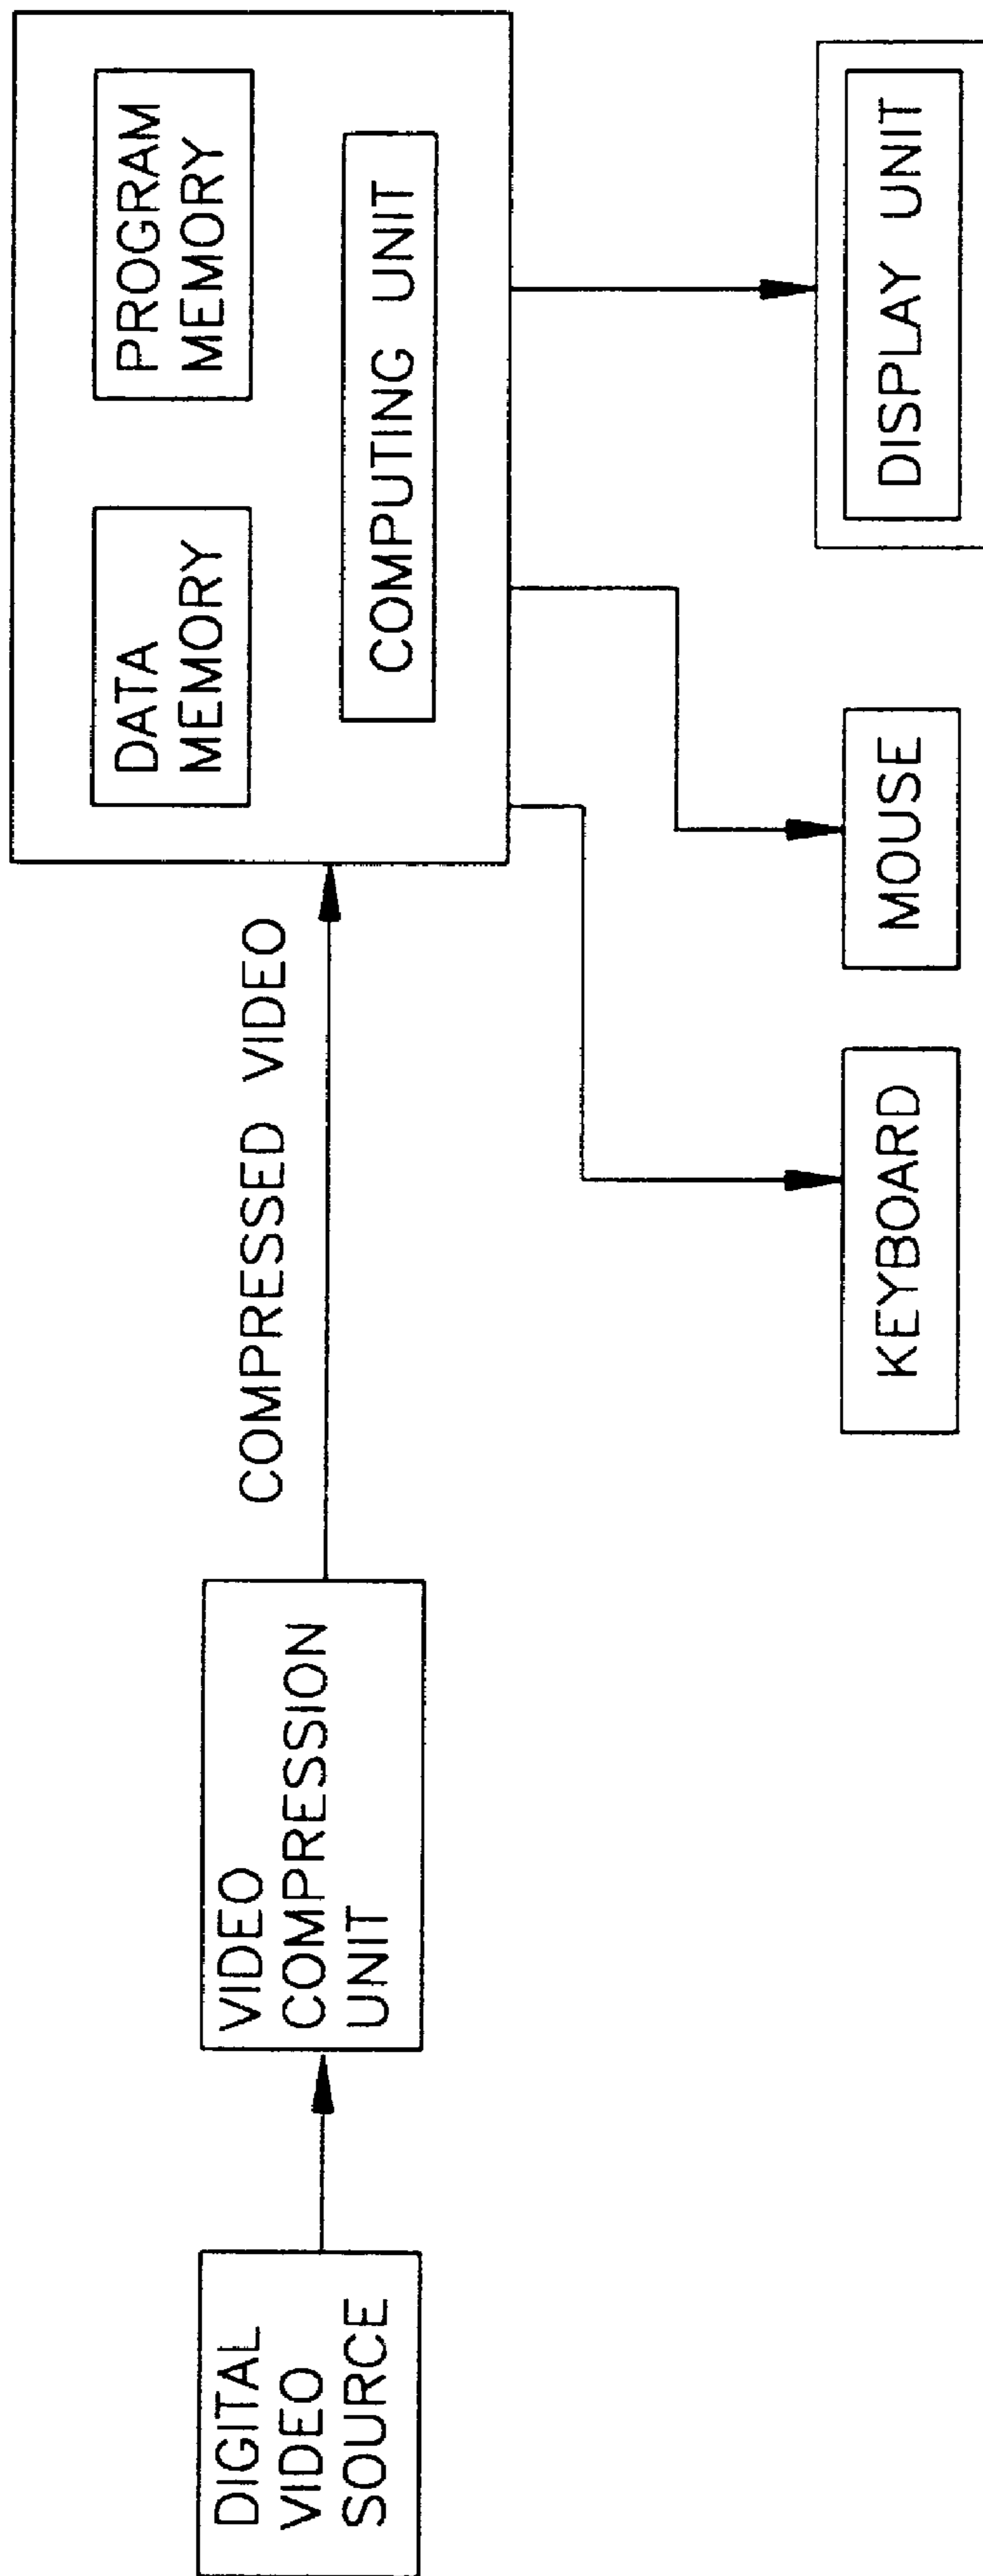 DIGITAL
VIDEO
SOURCE
VIDEO
COMPRESSION
UNIT
COMPRESSED VIDEO
DATA
MEMORY
PROGRAM
MEMORY
COMPUTING UNIT
KEYBOARD
MOUSE
DISPLAY UNIT